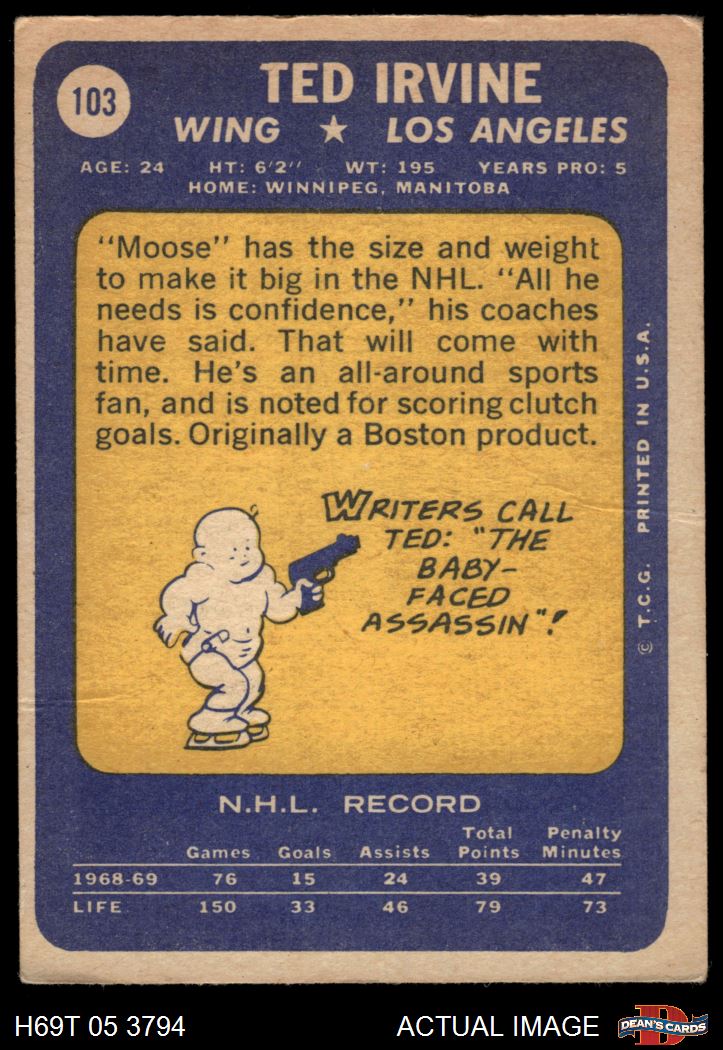 103
TED IRVINE
WING ★ LOS ANGELES
AGE: 24 HT: 6'2'' WT: 195 YEARS PRO: 5
HOME: WINNIPEG, MANITOBA
"Moose" has the size and weight
to make it big in the NHL. "All he
needs is confidence," his coaches
have said. That will come with
time. He's an all-around sports
fan, and is noted for scoring clutch
goals. Originally a Boston product.
WRITERS CALL
TED: "THE
BABY-
FACED
ASSASSIN"!
© T.C.G. PRINTED IN U.S.A.
N.H.L. RECORD
Total Penalty
Games Goals Assists Points Minutes
1968-69 76 15 24 39 47
LIFE 150 33 46 79 73
H69T 05 3794
ACTUAL IMAGE
D
DEAN'S CARDS